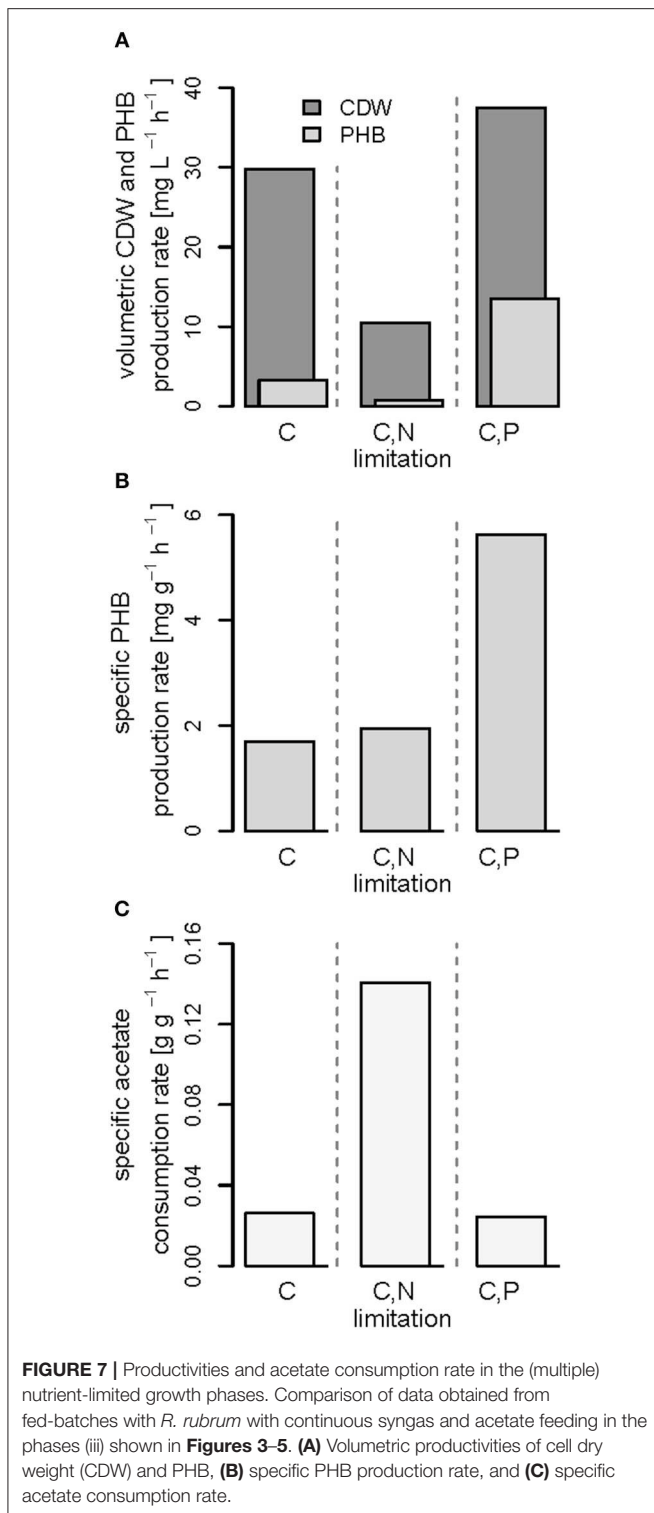 A
volumetric CDW and PHB
production rate [mg L⁻¹ h⁻¹]
40
30
20
10
0
CDW
PHB
C
C,N
C,P
limitation
B
specific PHB
production rate [mg g⁻¹ h⁻¹]
6
4
2
0
C
C,N
C,P
limitation
C
specific acetate
consumption rate [g g⁻¹ h⁻¹]
0.16
0.12
0.08
0.04
0.00
C
C,N
C,P
limitation
FIGURE 7 | Productivities and acetate consumption rate in the (multiple)
nutrient-limited growth phases. Comparison of data obtained from
fed-batches with R. rubrum with continuous syngas and acetate feeding in the
phases (iii) shown in Figures 3–5. (A) Volumetric productivities of cell dry
weight (CDW) and PHB, (B) specific PHB production rate, and (C) specific
acetate consumption rate.